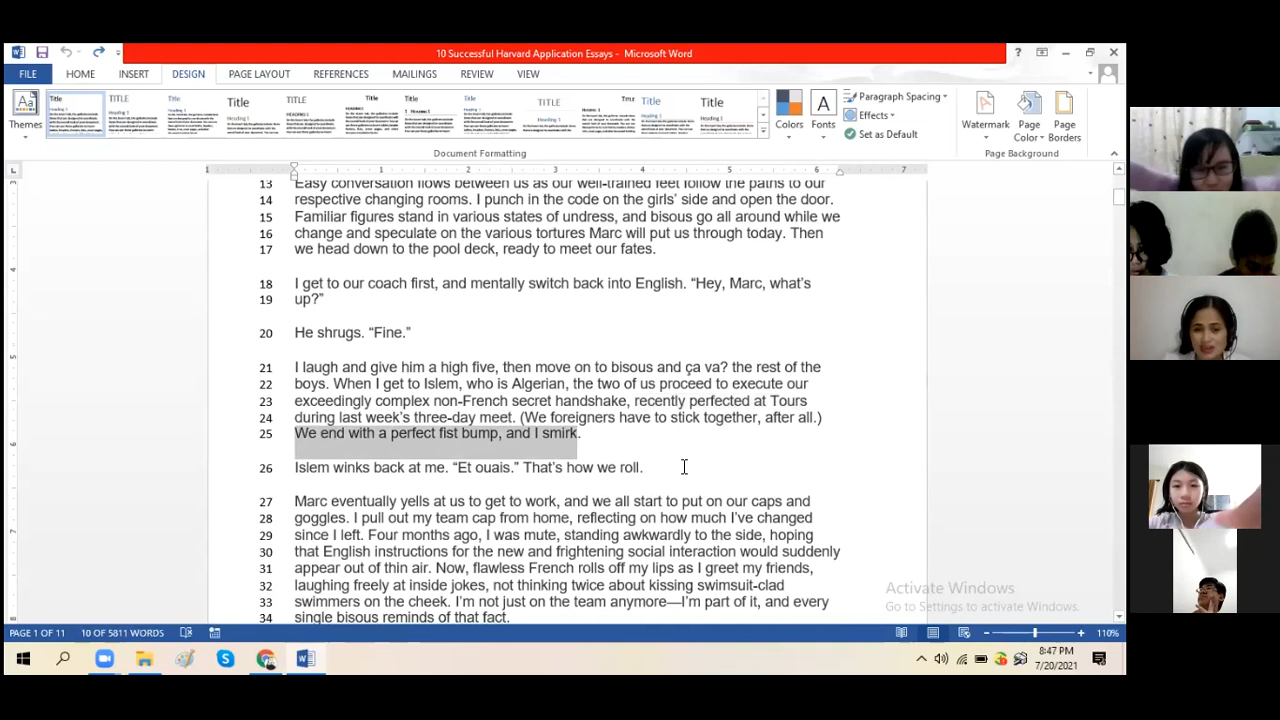 10 Successful Harvard Application Essays - Microsoft Word
FILE HOME INSERT DESIGN PAGE LAYOUT REFERENCES MAILINGS REVIEW VIEW
Themes
Title
TITLE
Title
Title
TITLE
TITLE
Title
TITLE
Title
Title
Title
Colors
Fonts
Paragraph Spacing
Effects
Set as Default
Watermark
Page Color
Page Borders
Document Formatting
Page Background
1 1 2 3 4 5 6 7
13 Easy conversation flows between us as our well-trained feet follow the paths to our
14 respective changing rooms. I punch in the code on the girls’ side and open the door.
15 Familiar figures stand in various states of undress, and bisous go all around while we
16 change and speculate on the various tortures Marc will put us through today. Then
17 we head down to the pool deck, ready to meet our fates.
18 I get to our coach first, and mentally switch back into English. “Hey, Marc, what’s
19 up?”
20 He shrugs. “Fine.”
21 I laugh and give him a high five, then move on to bisous and ça va? the rest of the
22 boys. When I get to Islem, who is Algerian, the two of us proceed to execute our
23 exceedingly complex non-French secret handshake, recently perfected at Tours
24 during last week’s three-day meet. (We foreigners have to stick together, after all.)
25 We end with a perfect fist bump, and I smirk.
26 Islem winks back at me. “Et ouais.” That’s how we roll.
27 Marc eventually yells at us to get to work, and we all start to put on our caps and
28 goggles. I pull out my team cap from home, reflecting on how much I’ve changed
29 since I left. Four months ago, I was mute, standing awkwardly to the side, hoping
30 that English instructions for the new and frightening social interaction would suddenly
31 appear out of thin air. Now, flawless French rolls off my lips as I greet my friends,
32 laughing freely at inside jokes, not thinking twice about kissing swimsuit-clad
33 swimmers on the cheek. I’m not just on the team anymore—I’m part of it, and every
34 single bisous reminds of that fact.
Activate Windows
Go to Settings to activate Windows.
PAGE 1 OF 11 10 OF 5811 WORDS
110%
8:47 PM
7/20/2021